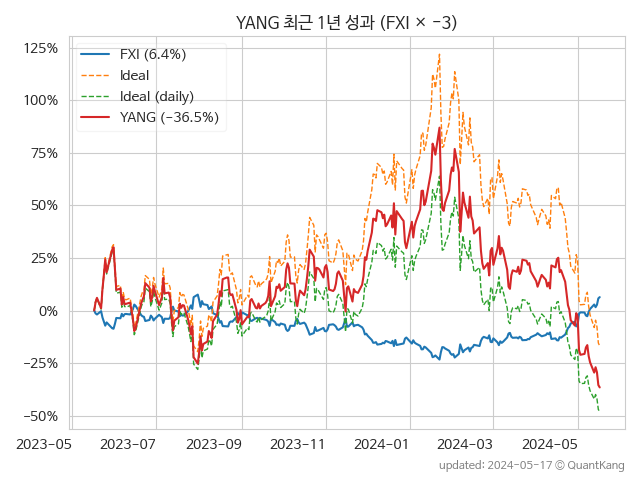 YANG 최근 1년 성과 (FXI × −3)
125%
100%
75%
50%
25%
0%
−25%
−50%
FXI (6.4%)
Ideal
Ideal (daily)
YANG (−36.5%)
2023−05
2023−07
2023−09
2023−11
2024−01
2024−03
2024−05
updated: 2024−05−17 © QuantKang